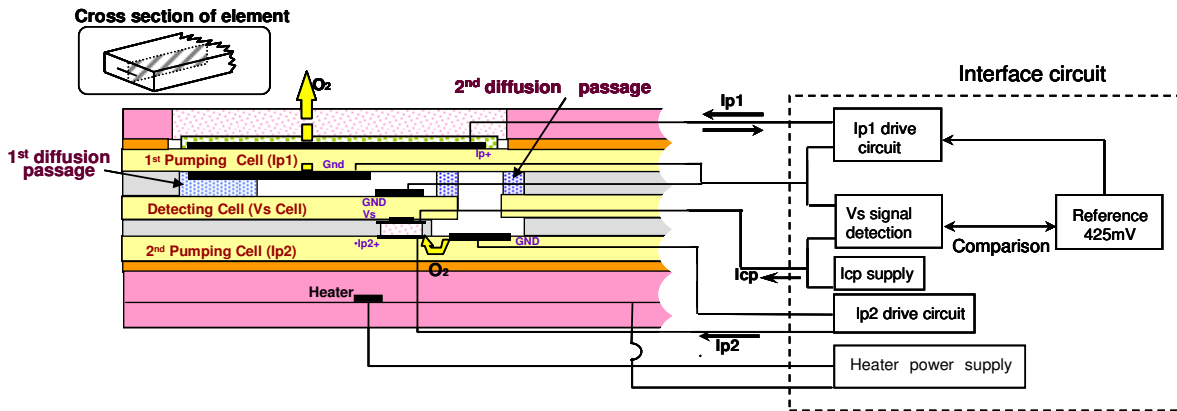 Cross section of element
O₂
2nd diffusion passage
Interface circuit
Ip1
Ip1 drive
circuit
1st diffusion
passage
Ip+
1st Pumping Cell (Ip1)
Gnd
GND
Detecting Cell (Vs Cell)
Vs
Vs signal
detection
Reference
425mV
Comparison
•Ip2+
GND
2nd Pumping Cell (Ip2)
O₂
Icp
Icp supply
Heater
Ip2 drive circuit
Ip2
Heater power supply